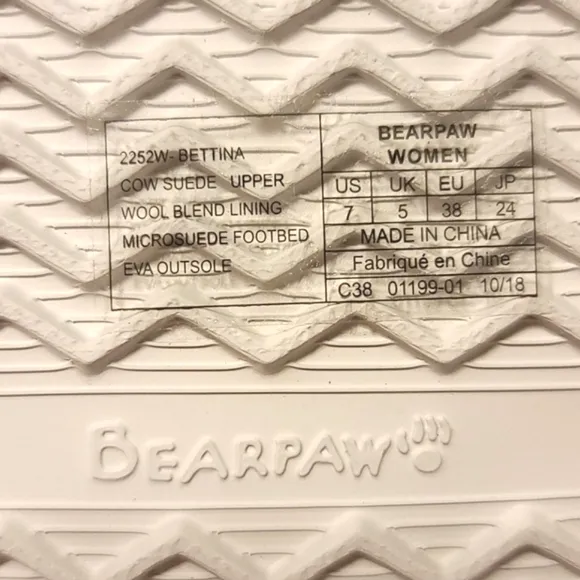 2252W- BETTINA
COW SUEDE UPPER
WOOL BLEND LINING
MICROSUEDE FOOTBED
EVA OUTSOLE
BEARPAW
WOMEN
US UK EU JP
7 5 38 24
MADE IN CHINA
Fabriqué en Chine
C38 01199-01 10/18
BEARPAW